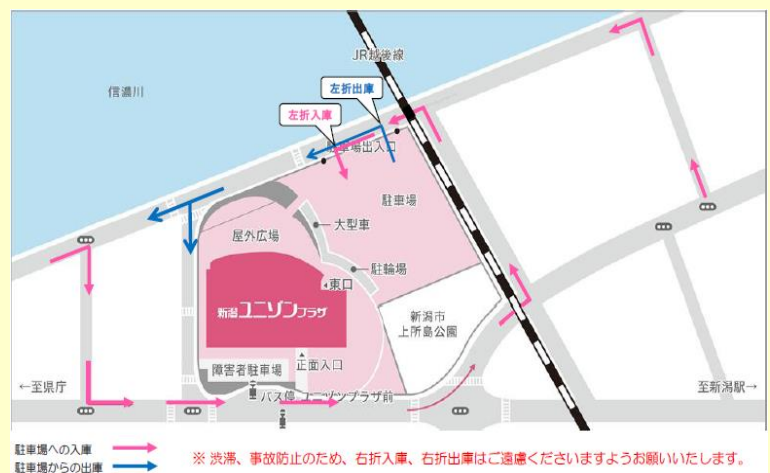 JR越後線
信濃川
左折出庫
左折入庫
駐車場出入口
駐車場
大型車
屋外広場
駐輪場
東口
新潟ユニゾンプラザ
新潟市
上所島公園
正面入口
障害者駐車場
←至県庁
至新潟駅→
バス停 ユニゾンプラザ前
駐車場への入庫
駐車場からの出庫
※ 渋滞、事故防止のため、右折入庫、右折出庫はご遠慮くださいますようお願いいたします。